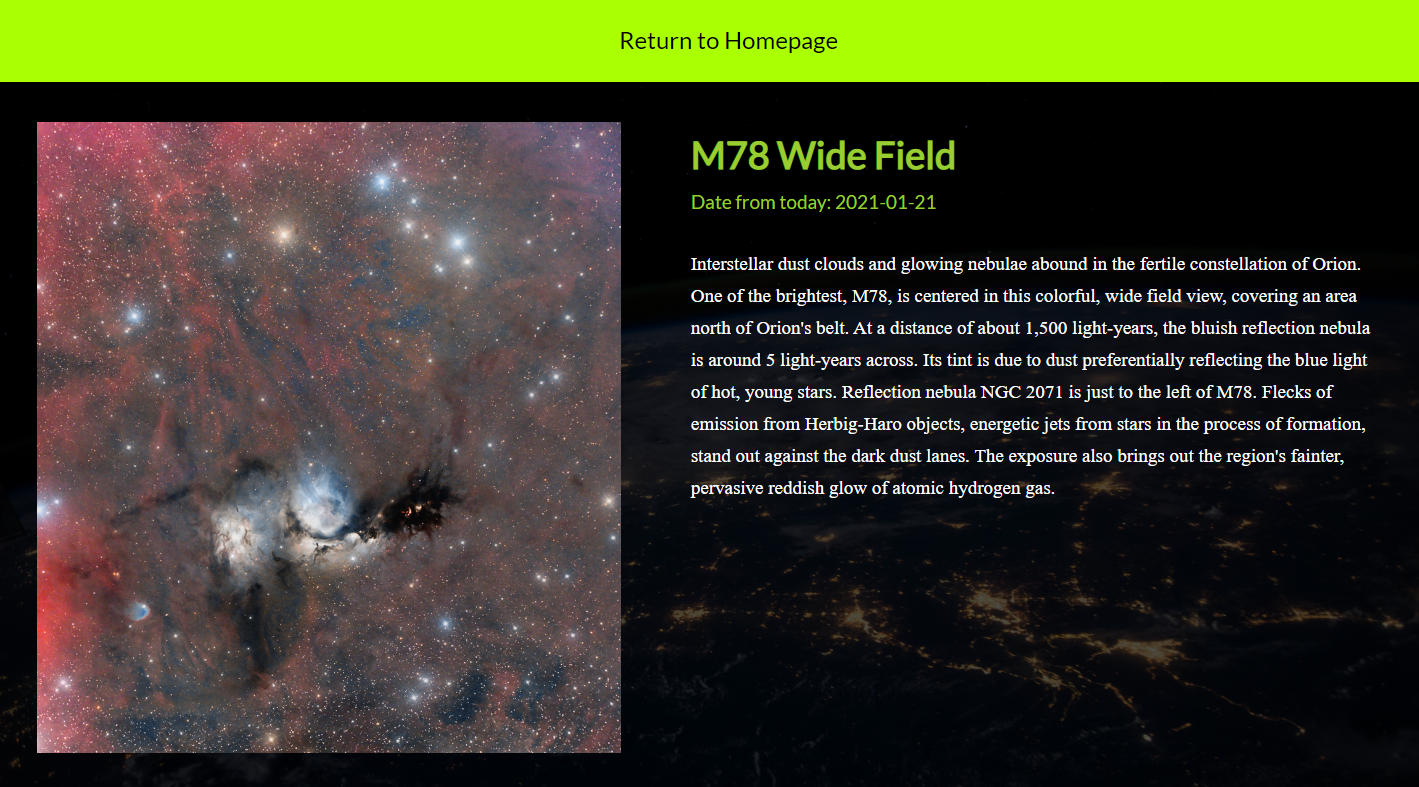 Return to Homepage
M78 Wide Field
Date from today: 2021-01-21
Interstellar dust clouds and glowing nebulae abound in the fertile constellation of Orion.
One of the brightest, M78, is centered in this colorful, wide field view, covering an area
north of Orion's belt. At a distance of about 1,500 light-years, the bluish reflection nebula
is around 5 light-years across. Its tint is due to dust preferentially reflecting the blue light
of hot, young stars. Reflection nebula NGC 2071 is just to the left of M78. Flecks of
emission from Herbig-Haro objects, energetic jets from stars in the process of formation,
stand out against the dark dust lanes. The exposure also brings out the region's fainter,
pervasive reddish glow of atomic hydrogen gas.